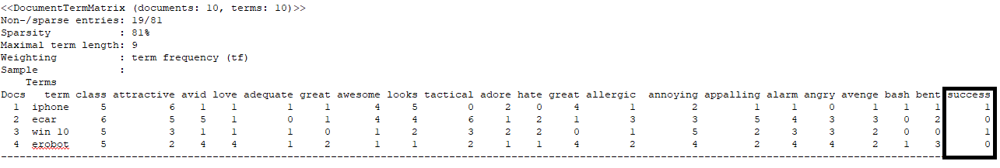 <<DocumentTermMatrix (documents: 10, terms: 10)>>
Non-/sparse entries: 19/81
Sparsity : 81%
Maximal term length: 9
Weighting : term frequency (tf)
Sample :
Terms
Docs term class attractive avid love adequate great awesome looks tactical adore hate great allergic annoying appalling alarm angry avenge bash bent success
1 iphone 5 6 1 1 1 1 4 5 0 2 0 4 1 2 1 1 0 1 1 1 1
2 ecar 6 5 5 1 0 1 4 4 6 1 2 1 3 3 5 4 3 3 0 2 0
3 win 10 5 3 1 1 1 0 1 2 3 2 2 0 1 5 2 3 3 2 0 0 1
4 erobot 5 2 4 4 1 2 1 1 2 1 1 4 2 4 2 4 4 2 1 3 0